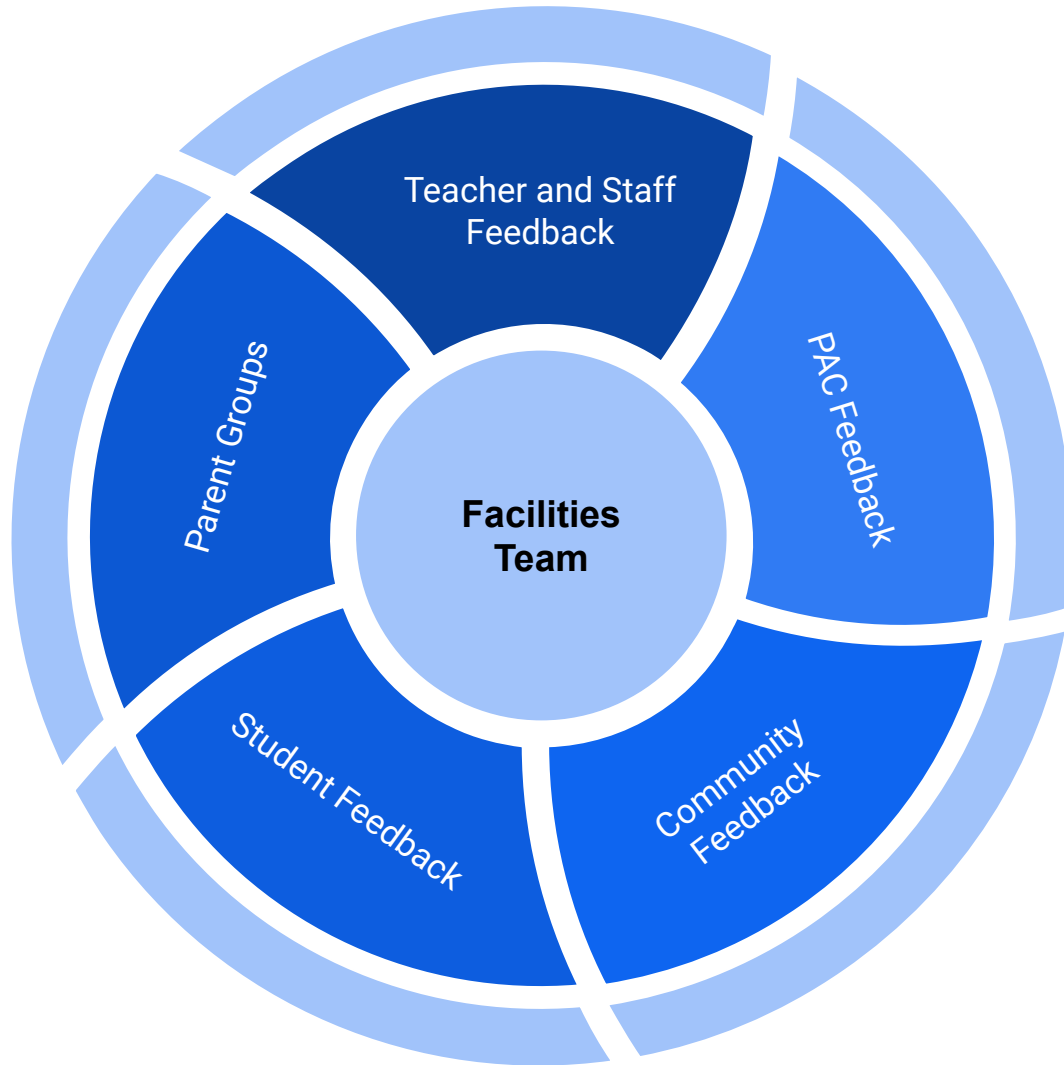 Teacher and Staff
Feedback
PAC Feedback
Parent Groups
Facilities
Team
Student Feedback
Community
Feedback